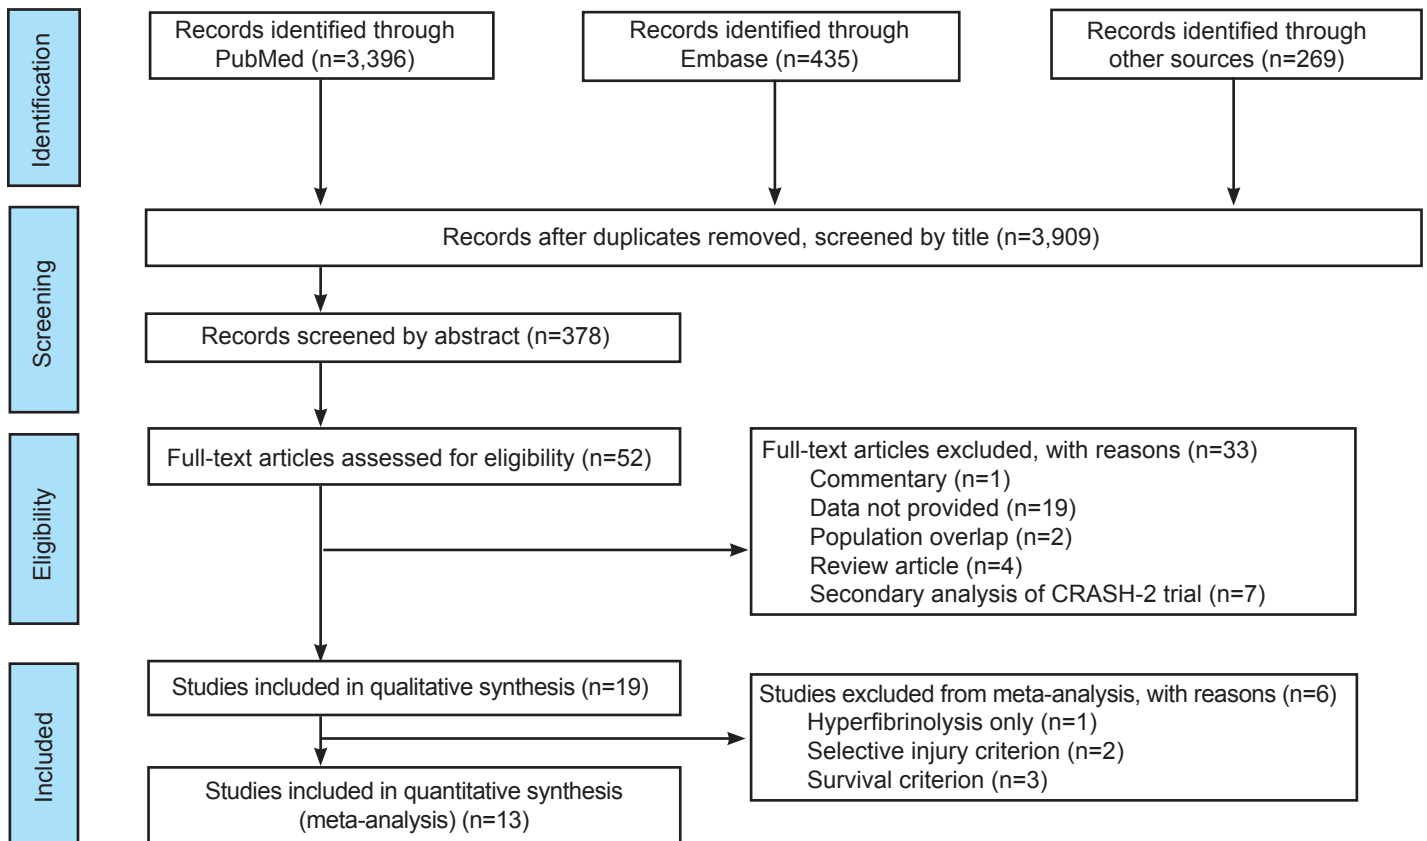 Identification
Records identified through
PubMed (n=3,396)
Records identified through
Embase (n=435)
Records identified through
other sources (n=269)
Screening
Records after duplicates removed, screened by title (n=3,909)
Records screened by abstract (n=378)
Eligibility
Full-text articles assessed for eligibility (n=52)
Full-text articles excluded, with reasons (n=33)
Commentary (n=1)
Data not provided (n=19)
Population overlap (n=2)
Review article (n=4)
Secondary analysis of CRASH-2 trial (n=7)
Included
Studies included in qualitative synthesis (n=19)
Studies excluded from meta-analysis, with reasons (n=6)
Hyperfibrinolysis only (n=1)
Selective injury criterion (n=2)
Survival criterion (n=3)
Studies included in quantitative synthesis
(meta-analysis) (n=13)